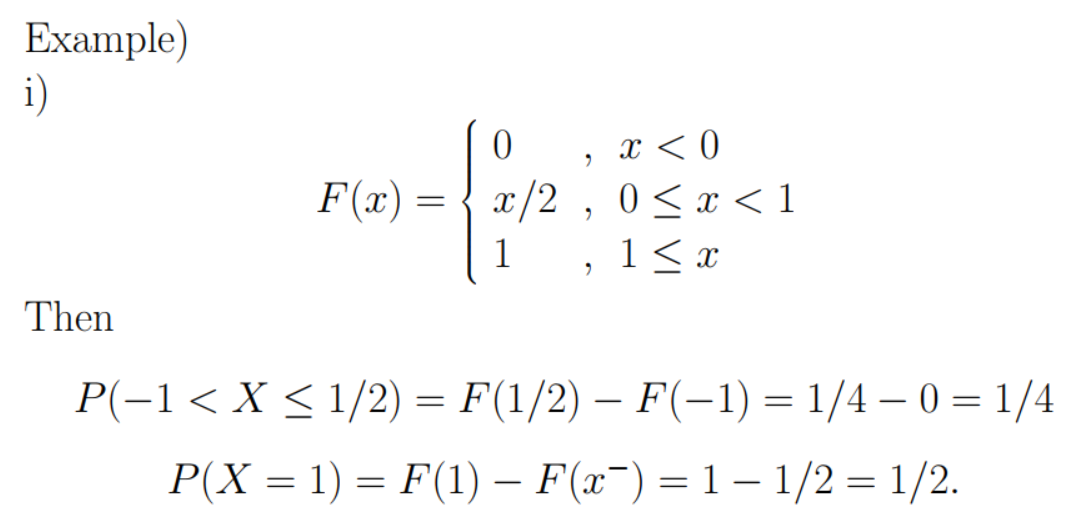 Example)
i)
F(x) = { 0 , x < 0
x/2 , 0 ≤ x < 1
1 , 1 ≤ x
Then
P(−1 < X ≤ 1/2) = F(1/2) − F(−1) = 1/4 − 0 = 1/4
P(X = 1) = F(1) − F(x⁻) = 1 − 1/2 = 1/2.